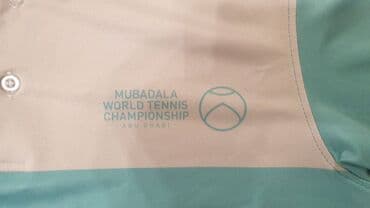 MUBADALA
WORLD TENNIS
CHAMPIONSHIP
ABU DHABI